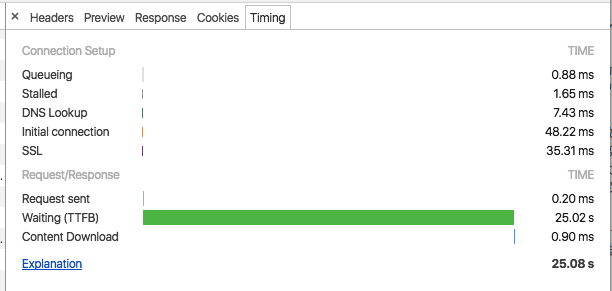 × Headers Preview Response Cookies Timing
Connection Setup TIME
Queueing 0.88 ms
Stalled 1.65 ms
DNS Lookup 7.43 ms
Initial connection 48.22 ms
SSL 35.31 ms
Request/Response TIME
Request sent 0.20 ms
Waiting (TTFB) 25.02 s
Content Download 0.90 ms
Explanation 25.08 s